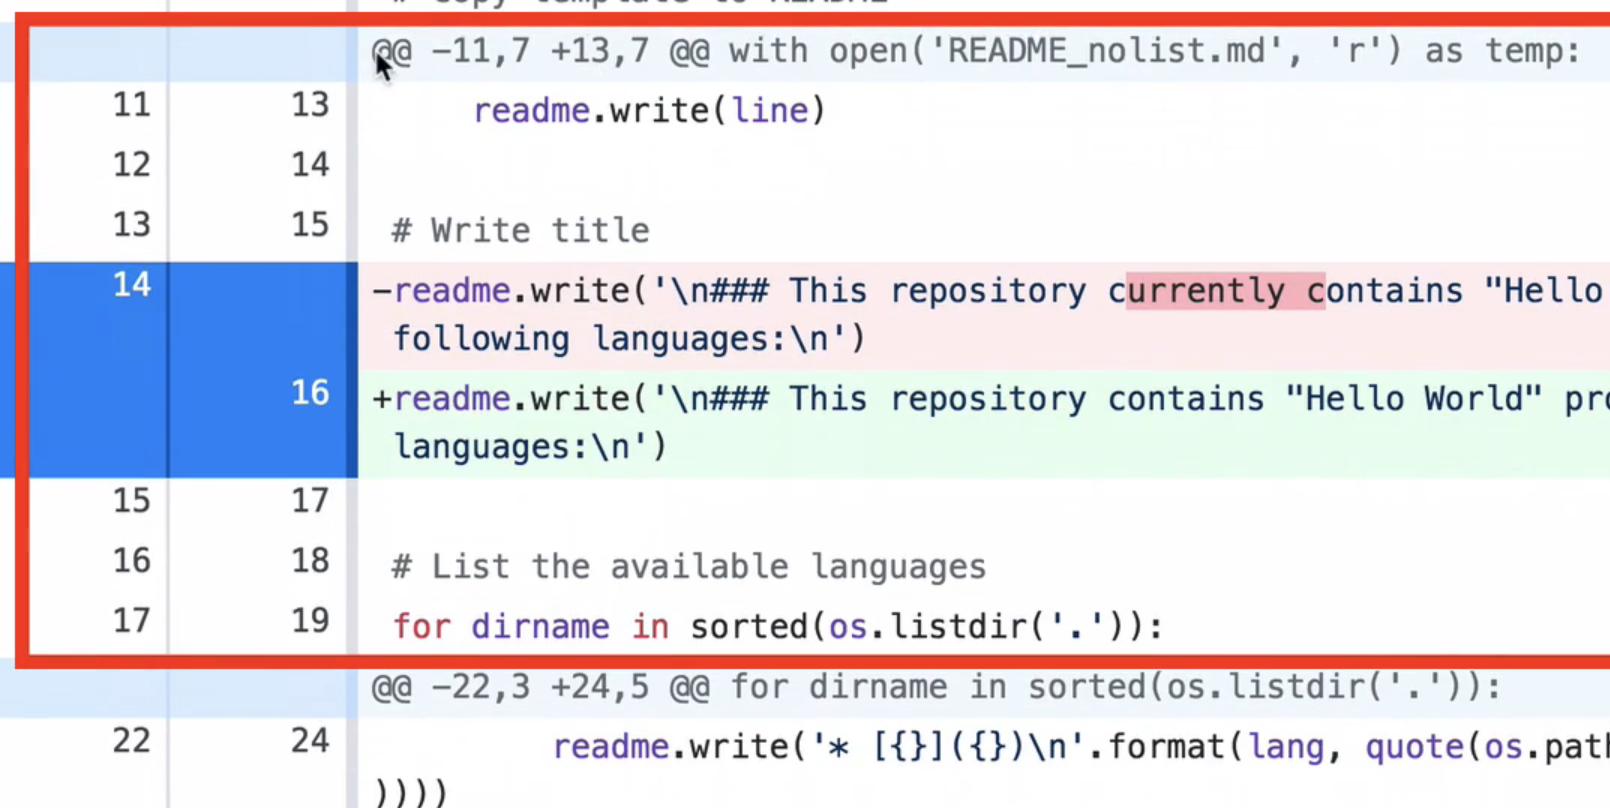 # Copy template to README
@@ -11,7 +13,7 @@ with open('README_nolist.md', 'r') as temp:
11 13 readme.write(line)
12 14
13 15 # Write title
14 -readme.write('\n### This repository currently contains "Hello
following languages:\n')
16 +readme.write('\n### This repository contains "Hello World" pro
languages:\n')
15 17
16 18 # List the available languages
17 19 for dirname in sorted(os.listdir('.')):
@@ -22,3 +24,5 @@ for dirname in sorted(os.listdir('.')):
22 24 readme.write('* [{}]({})\n'.format(lang, quote(os.path
))))